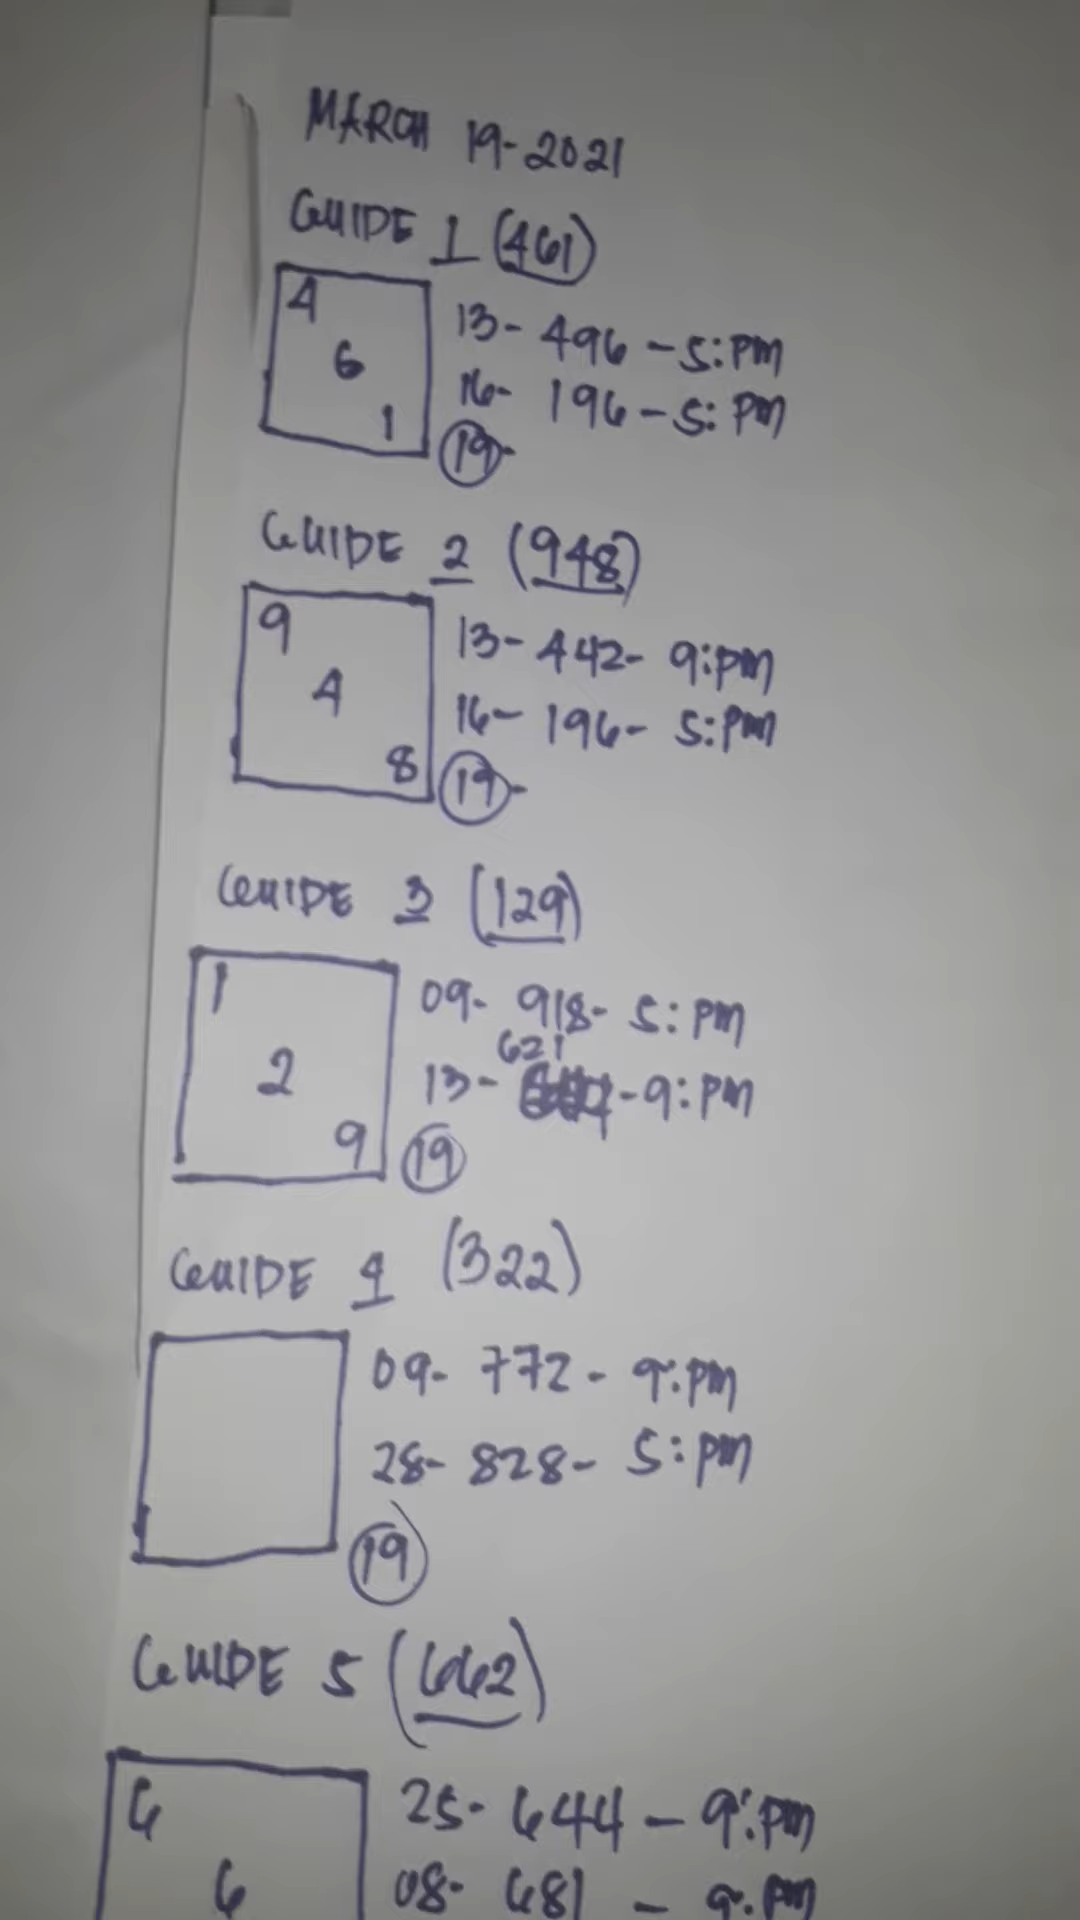 MARCH 19-2021
GUIDE 1 (461)
4
6
1
13- 496 - 5:PM
16- 196 - 5:PM
19-
GUIDE 2 (948)
9
4
8
13- 442- 9:PM
16- 196- 5:PM
19-
GUIDE 3 (129)
1
2
9
09- 918- 5:PM
621
13- -9:PM
19
GUIDE 4 (322)
09- 772- 9:PM
28- 828- 5:PM
19
GUIDE 5 (662)
6
6
25- 644 - 9:PM
08- 681 - 9:PM